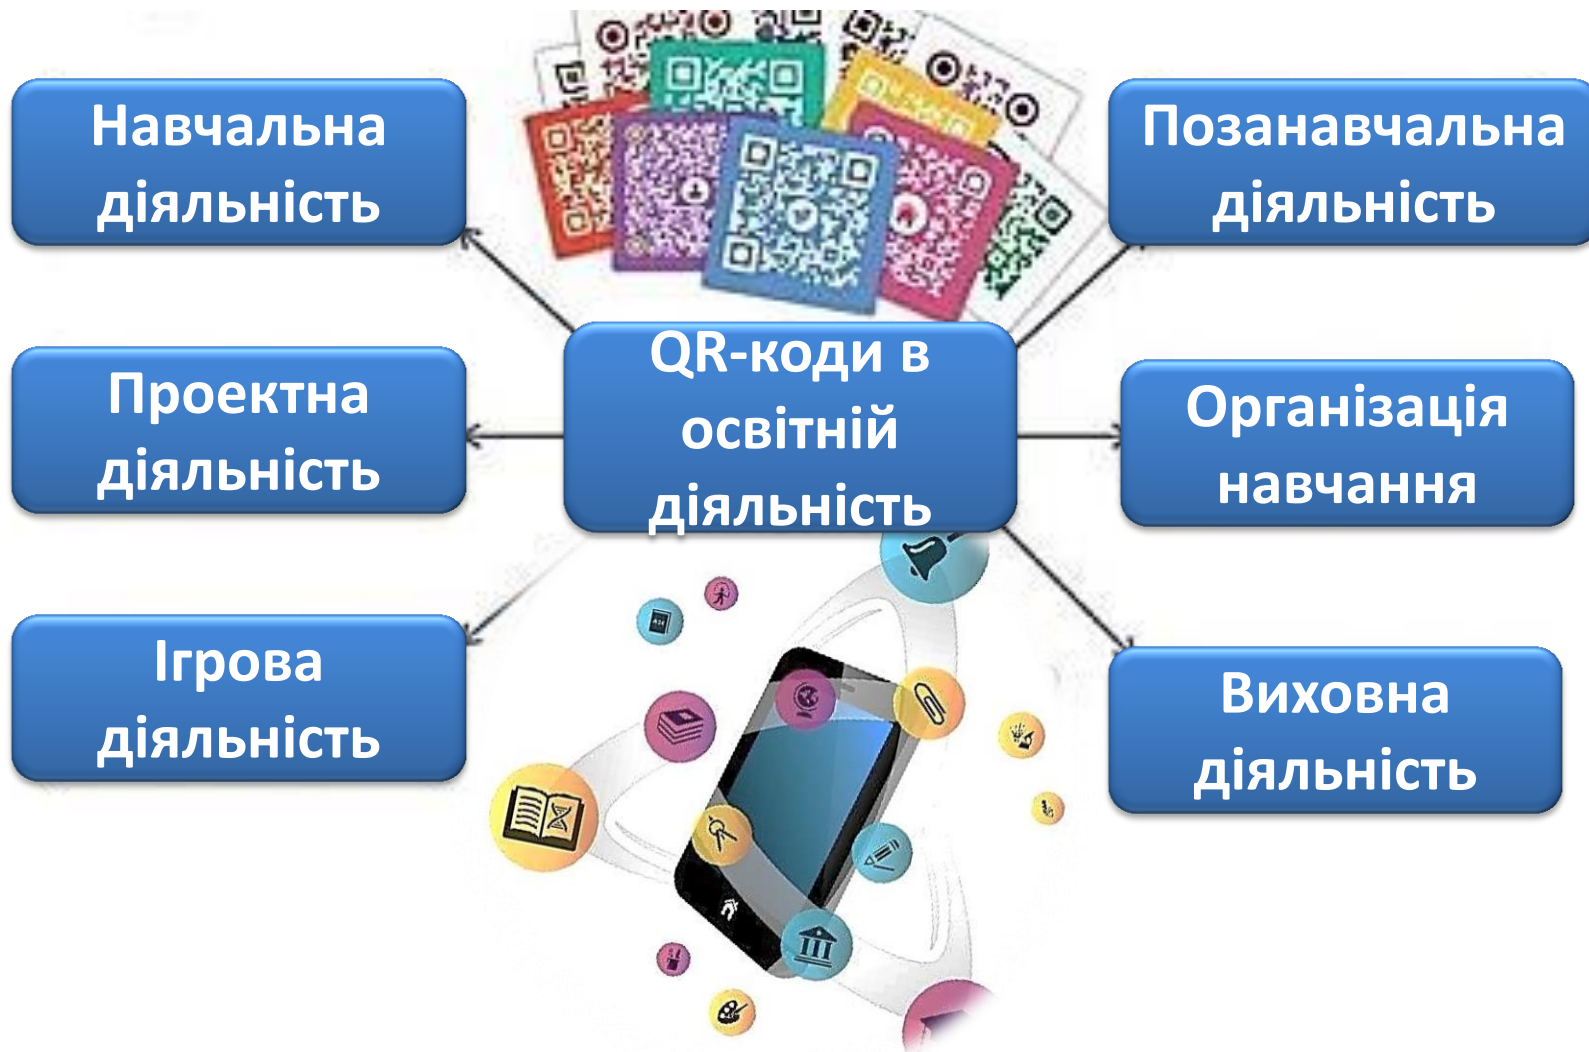 Навчальна
діяльність
Позанавчальна
діяльність
QR-коди в
освітній
діяльність
Проектна
діяльність
Організація
навчання
Ігрова
діяльність
Виховна
діяльність